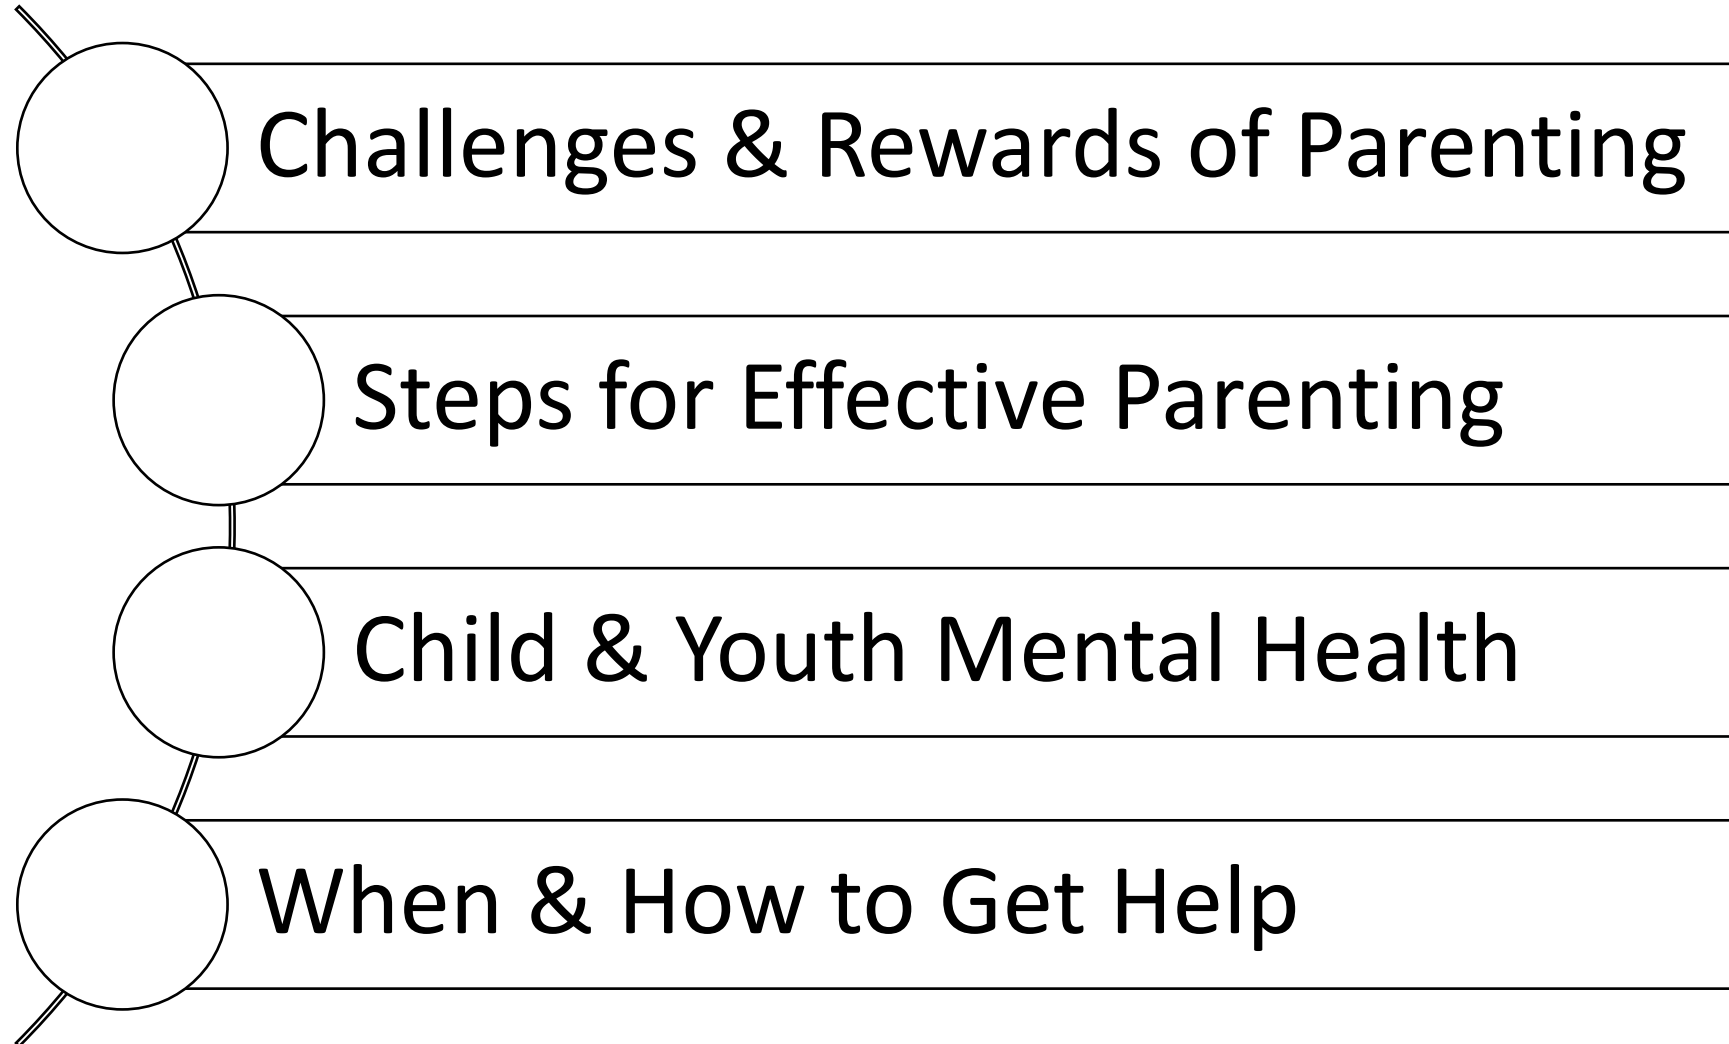 Challenges & Rewards of Parenting
Steps for Effective Parenting
Child & Youth Mental Health
When & How to Get Help